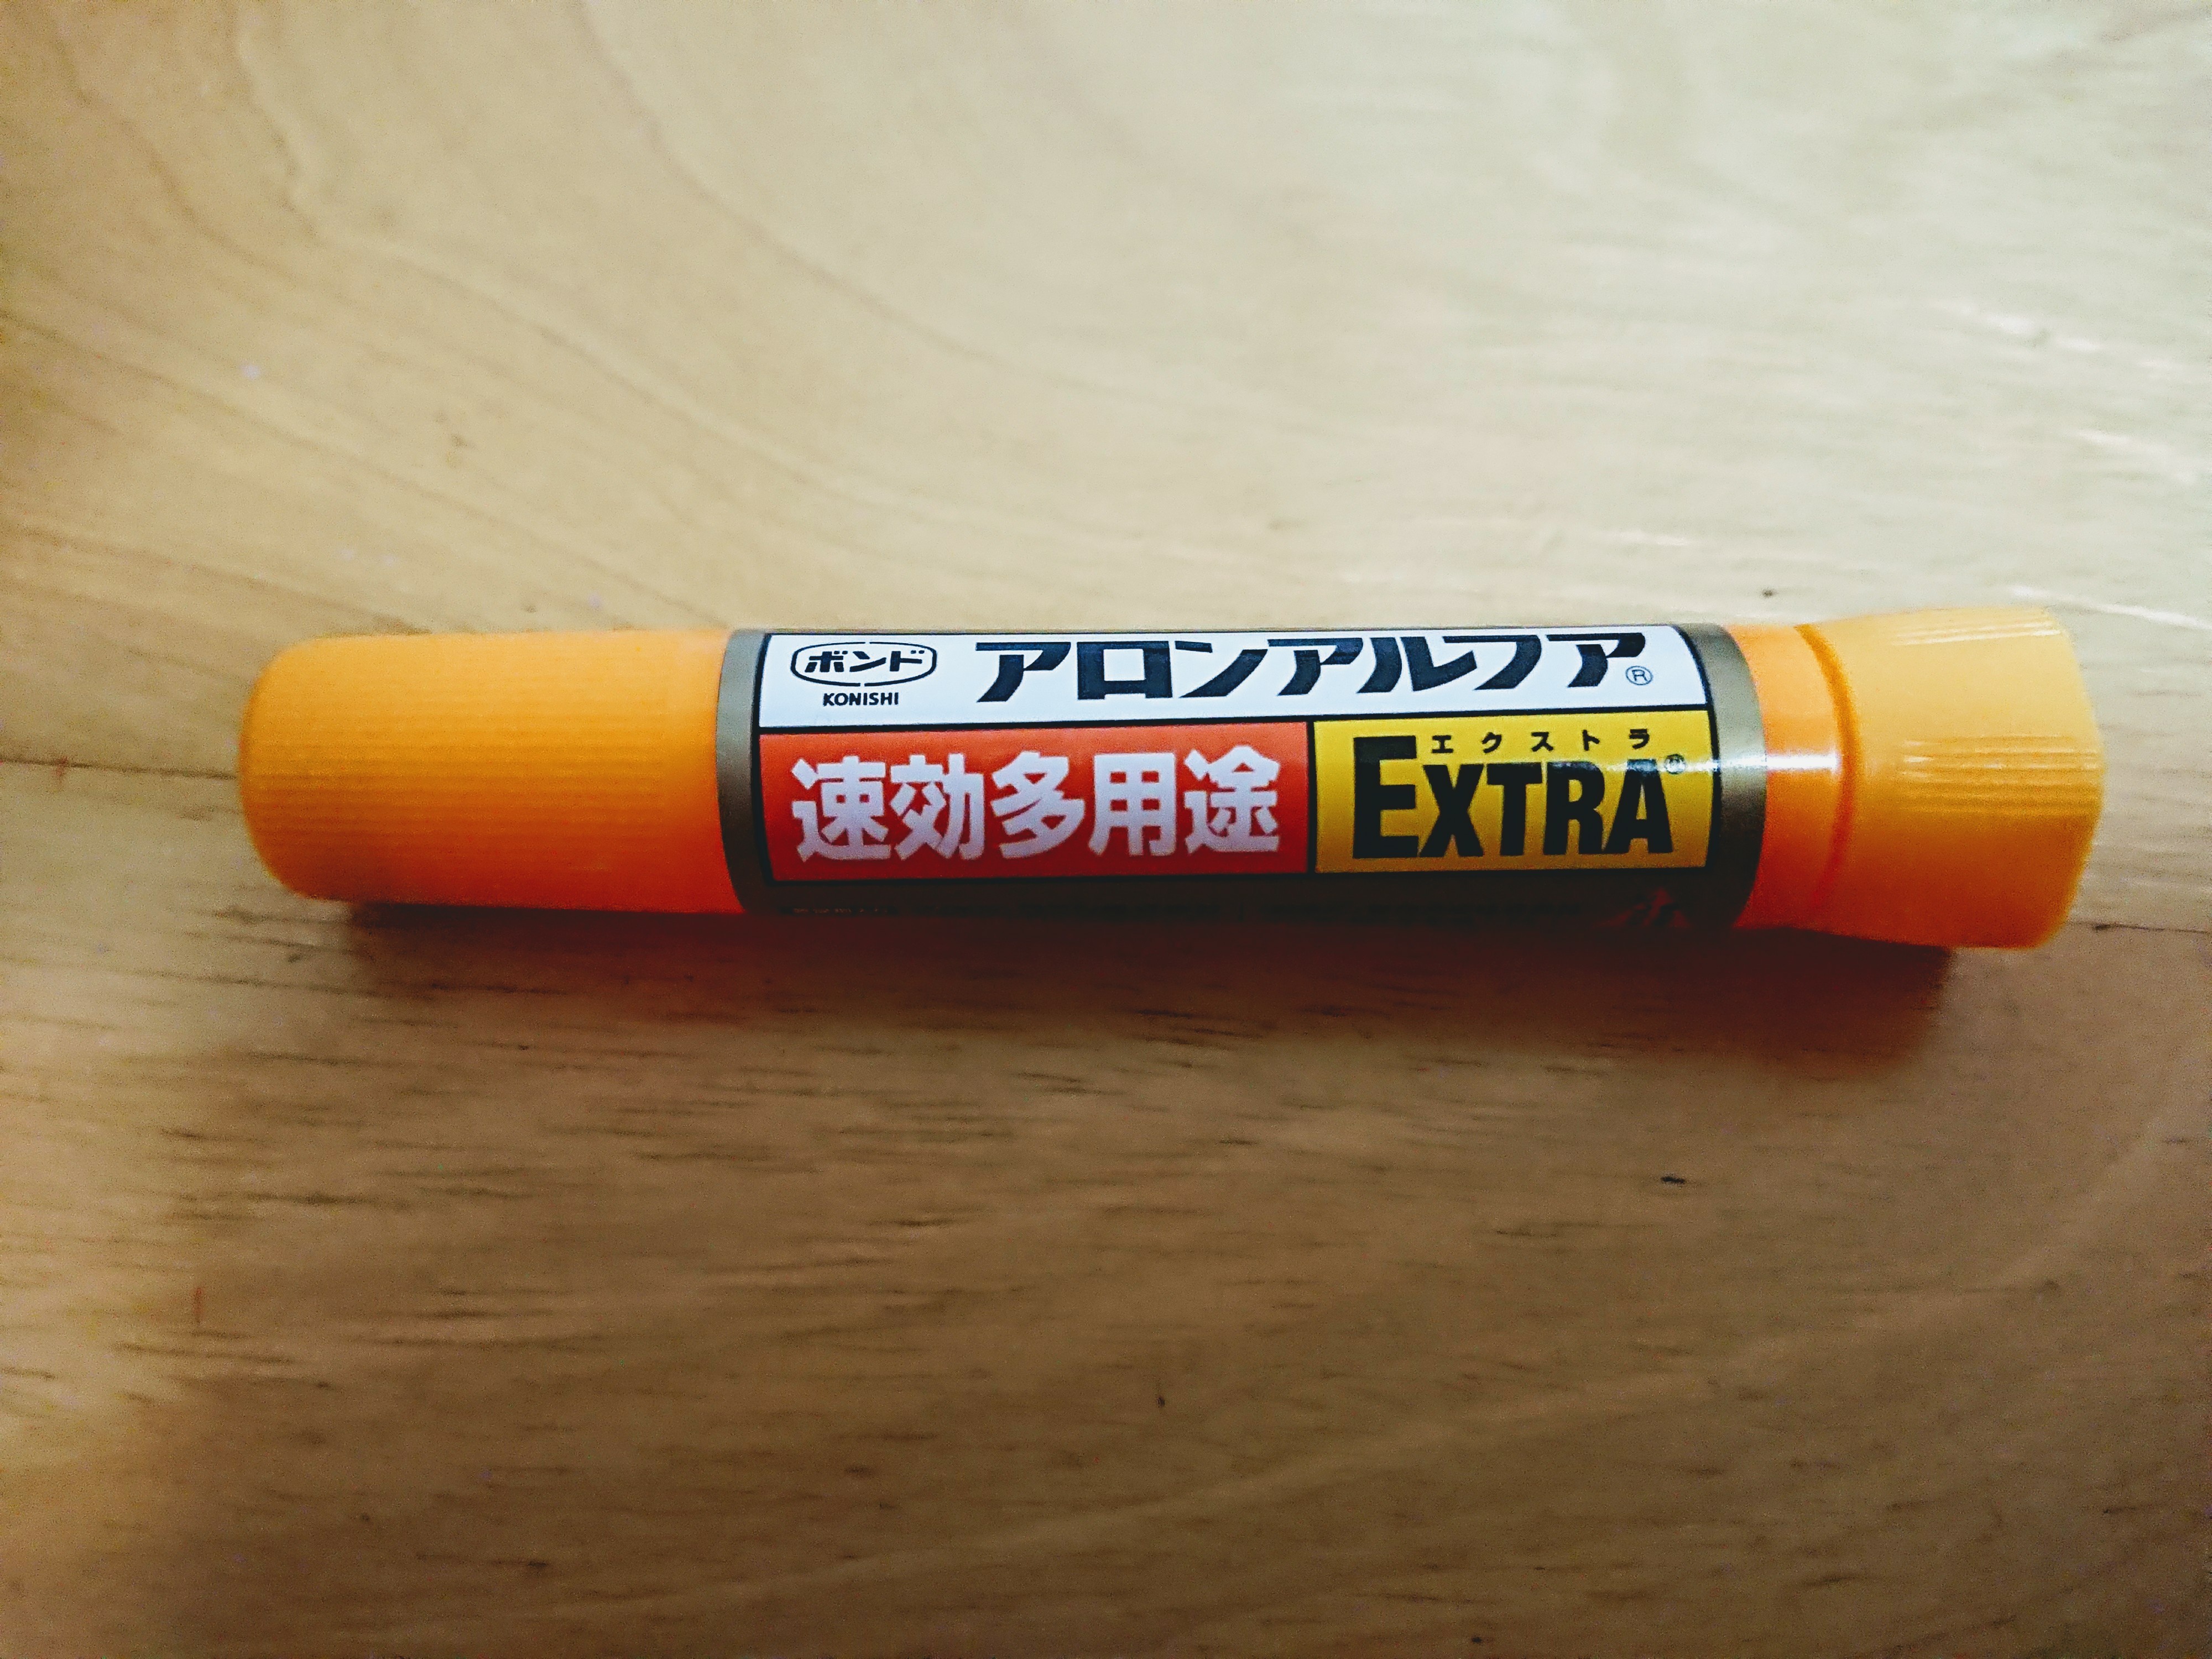 ボンド
KONISHI
アロンアルフア®
速効多用途
エクストラ
EXTRA®